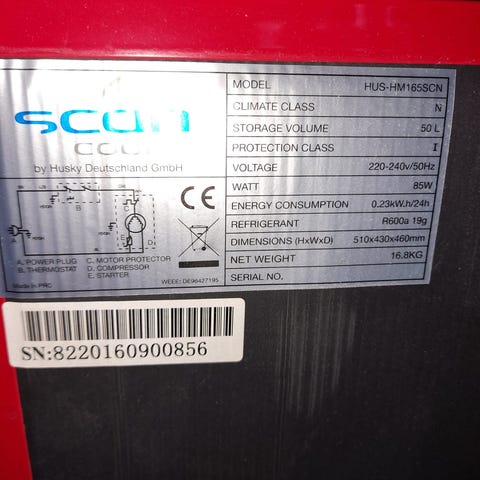 scan
COOL
by Husky Deutschland GmbH
A. POWER PLUG
B. THERMOSTAT
C. MOTOR PROTECTOR
D. COMPRESSOR
E. STARTER
Made in PRC
WEEE: DE96427195
CE
MODEL HUS-HM165SCN
CLIMATE CLASS N
STORAGE VOLUME 50 L
PROTECTION CLASS I
VOLTAGE 220-240v/50Hz
WATT 85W
ENERGY CONSUMPTION 0.23kW.h/24h
REFRIGERANT R600a 19g
DIMENSIONS (HxWxD) 510x430x460mm
NET WEIGHT 16.8KG
SERIAL NO.
SN:8220160900856